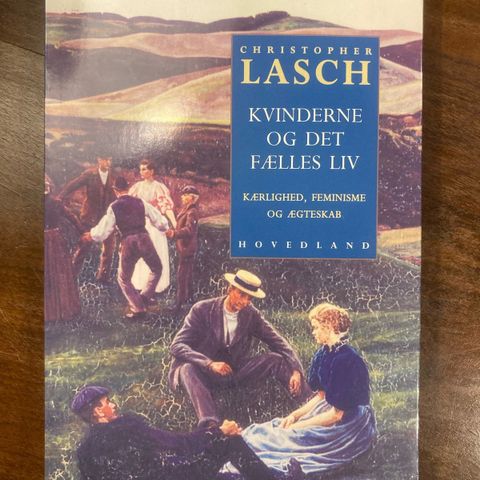 CHRISTOPHER
LASCH
KVINDERNE
OG DET
FÆLLES LIV
KÆRLIGHED, FEMINISME
OG ÆGTESKAB
HOVEDLAND